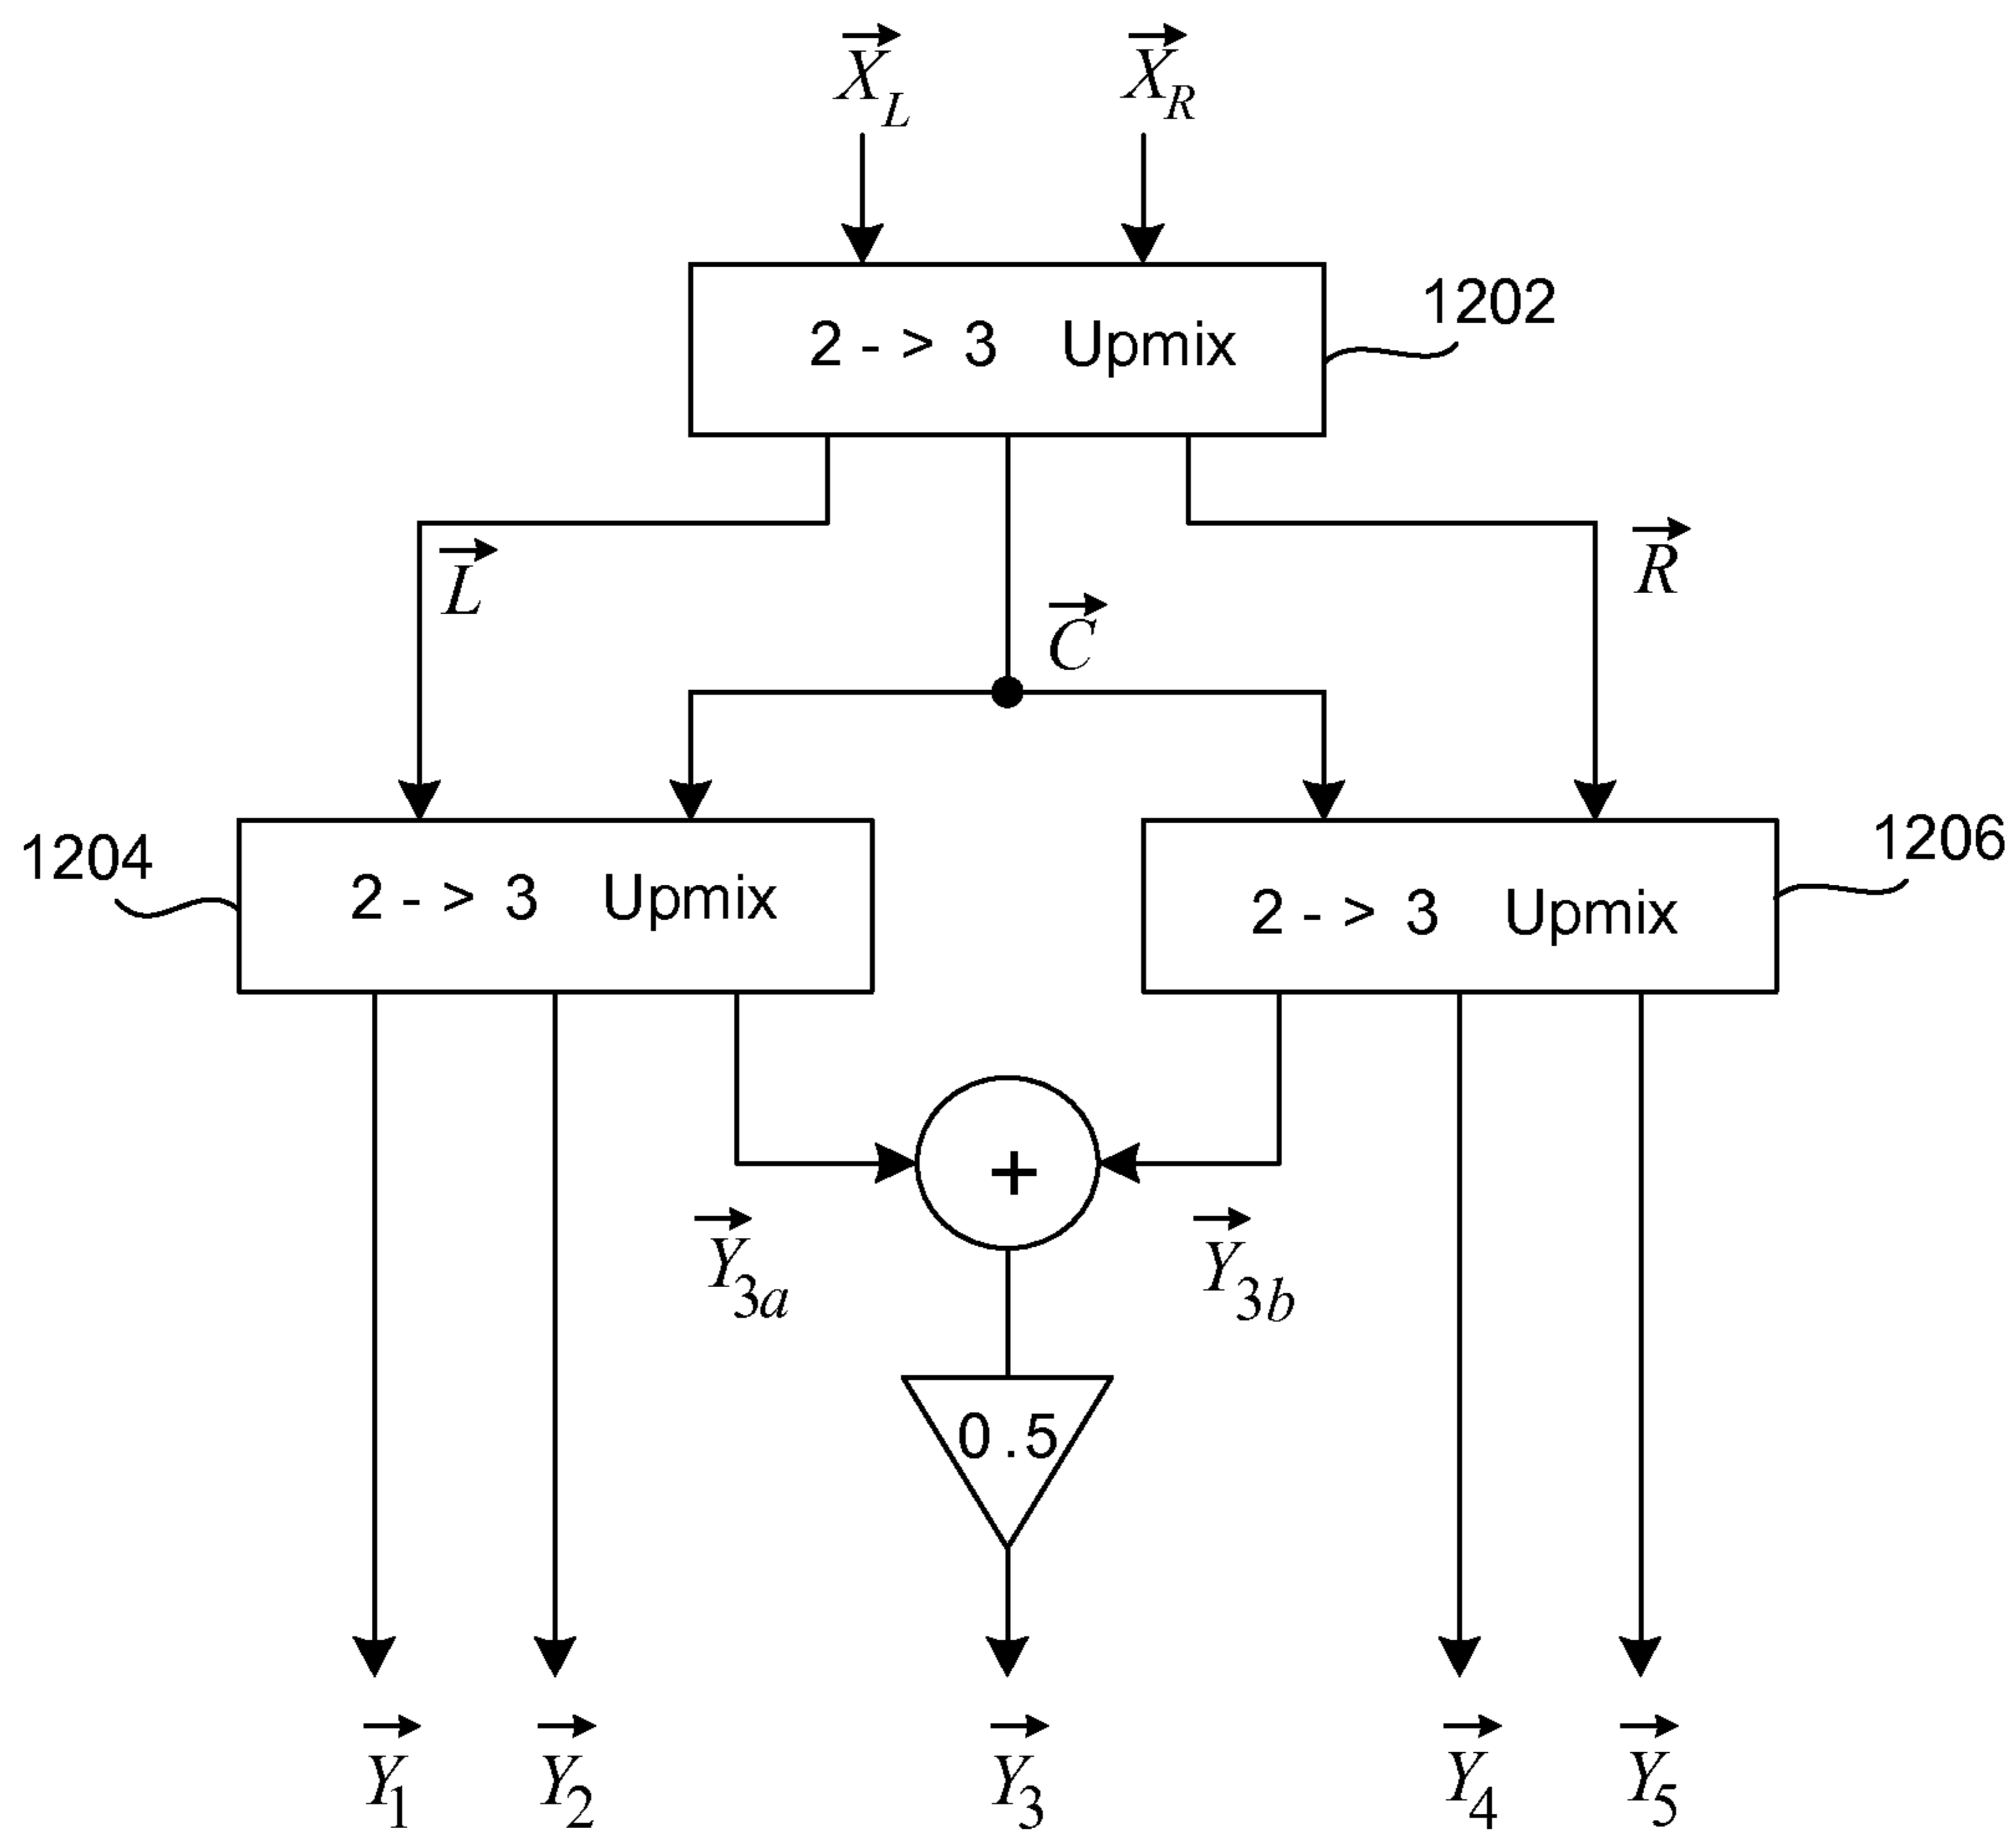 X_L X_R
1202
2 - > 3 Upmix
L
R
C
1204
2 - > 3 Upmix
2 - > 3 Upmix
1206
+
Y_3a
Y_3b
0.5
Y_1 Y_2 Y_3 Y_4 Y_5